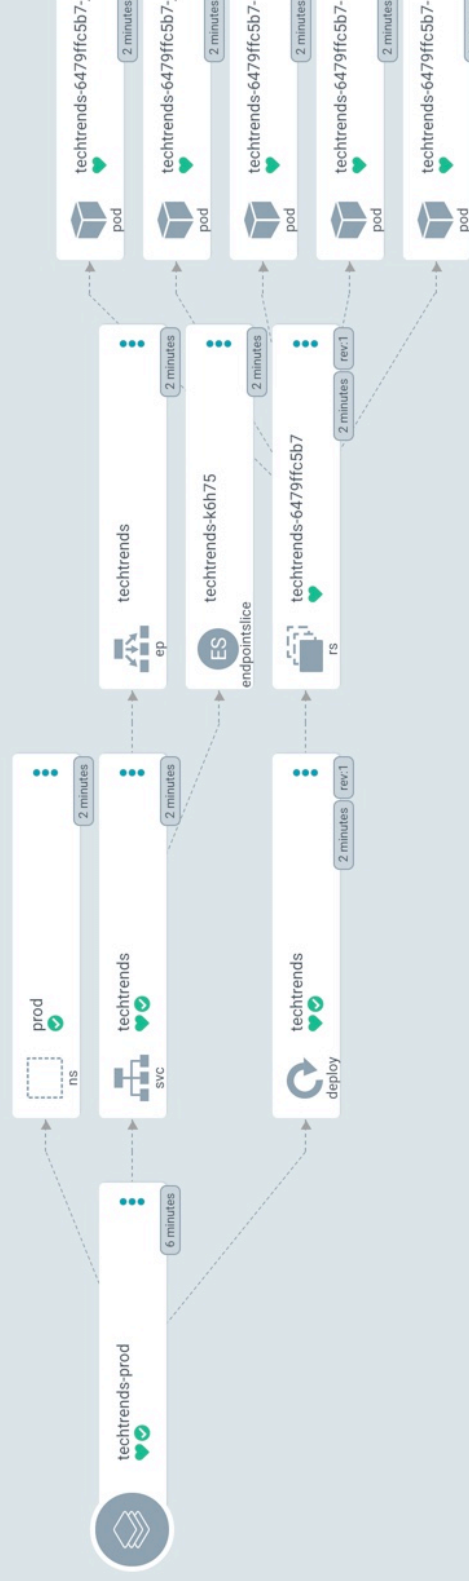 techtrends-prod
6 minutes
prod
ns
2 minutes
techtrends
svc
2 minutes
techtrends
deploy
2 minutes
rev:1
techtrends
ep
2 minutes
techtrends-k6h75
ES
endpointslice
2 minutes
techtrends-6479ffc5b7
rs
2 minutes
rev:1
techtrends-6479ffc5b7-
pod
2 minutes
techtrends-6479ffc5b7-
pod
2 minutes
techtrends-6479ffc5b7-
pod
2 minutes
techtrends-6479ffc5b7-
pod
2 minutes
techtrends-6479ffc5b7-
pod